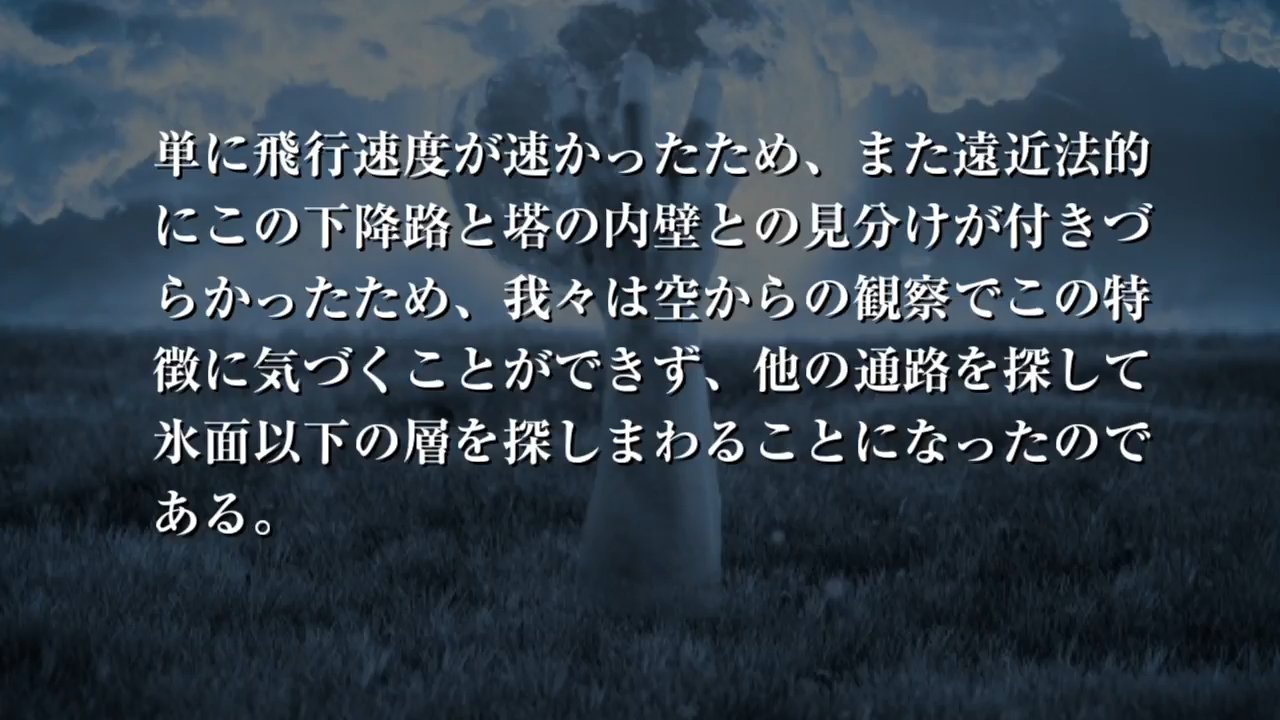 単に飛行速度が速かったため、また遠近法的
にこの下降路と塔の内壁との見分けが付きづ
らかったため、我々は空からの観察でこの特
徴に気づくことができず、他の通路を探して
氷面以下の層を探しまわることになったので
ある。